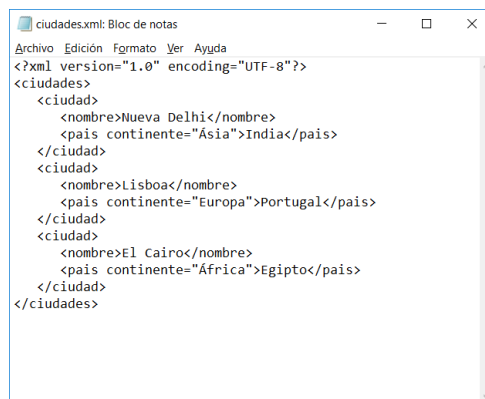 ciudades.xml: Bloc de notas
Archivo Edición Formato Ver Ayuda
<?xml version="1.0" encoding="UTF-8"?>
<ciudades>
   <ciudad>
      <nombre>Nueva Delhi</nombre>
      <pais continente="Ásia">India</pais>
   </ciudad>
   <ciudad>
      <nombre>Lisboa</nombre>
      <pais continente="Europa">Portugal</pais>
   </ciudad>
   <ciudad>
      <nombre>El Cairo</nombre>
      <pais continente="África">Egipto</pais>
   </ciudad>
</ciudades>